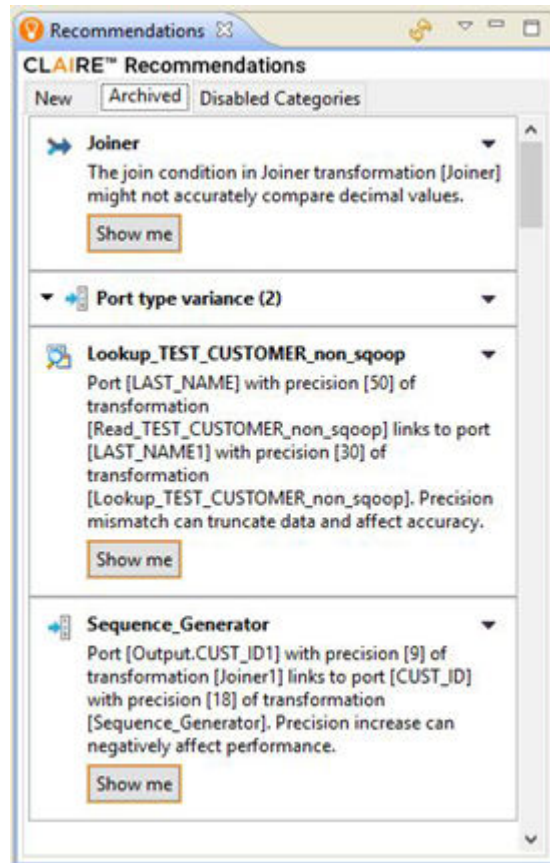 Recommendations
CLAIRE™ Recommendations
New Archived Disabled Categories
Joiner
The join condition in Joiner transformation [Joiner]
might not accurately compare decimal values.
Show me
Port type variance (2)
Lookup_TEST_CUSTOMER_non_sqoop
Port [LAST_NAME] with precision [50] of
transformation
[Read_TEST_CUSTOMER_non_sqoop] links to port
[LAST_NAME1] with precision [30] of
transformation
[Lookup_TEST_CUSTOMER_non_sqoop]. Precision
mismatch can truncate data and affect accuracy.
Show me
Sequence_Generator
Port [Output.CUST_ID1] with precision [9] of
transformation [Joiner1] links to port [CUST_ID]
with precision [18] of transformation
[Sequence_Generator]. Precision increase can
negatively affect performance.
Show me